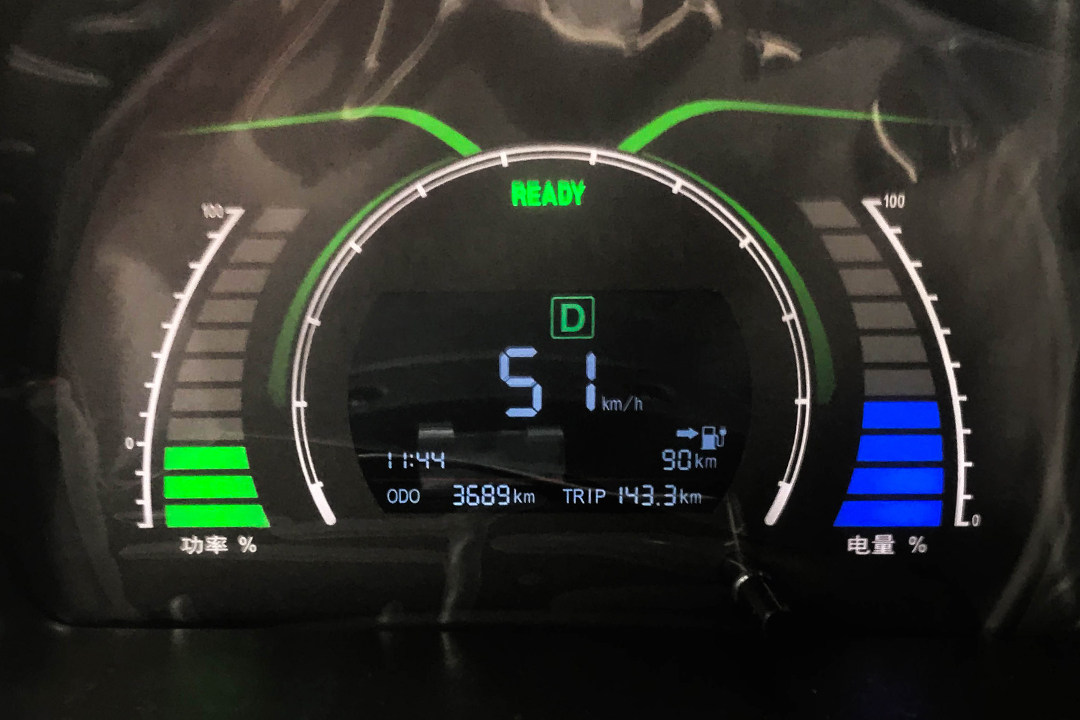 READY
100
100
D
51 km/h
0
11:44
90km
ODO 3689km TRIP 143.3km
0
功率 %
电量 %